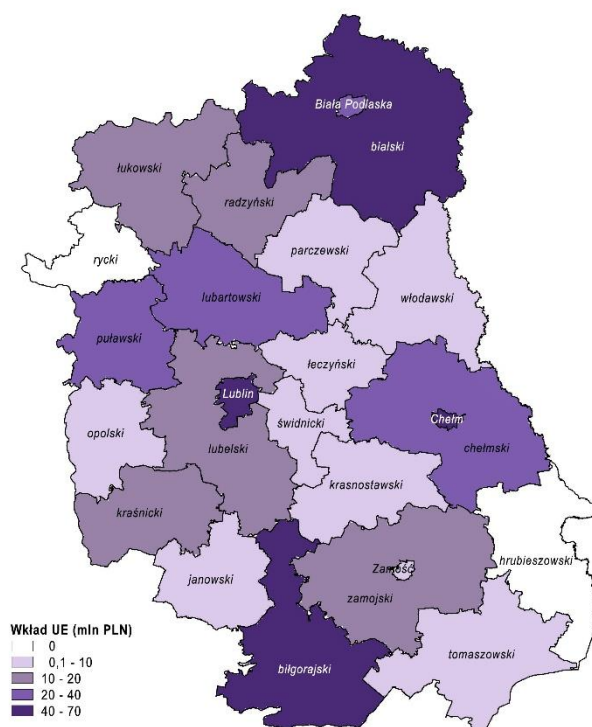 Biała Podlaska
bialski
łukowski
radzyński
parczewski
rycki
włodawski
lubartowski
puławski
łęczyński
Lublin
Chełm
świdnicki
opolski
lubelski
chełmski
krasnostawski
kraśnicki
hrubieszowski
Zamość
janowski
zamojski
tomaszowski
biłgorajski
Wkład UE (mln PLN)
0
0,1 - 10
10 - 20
20 - 40
40 - 70